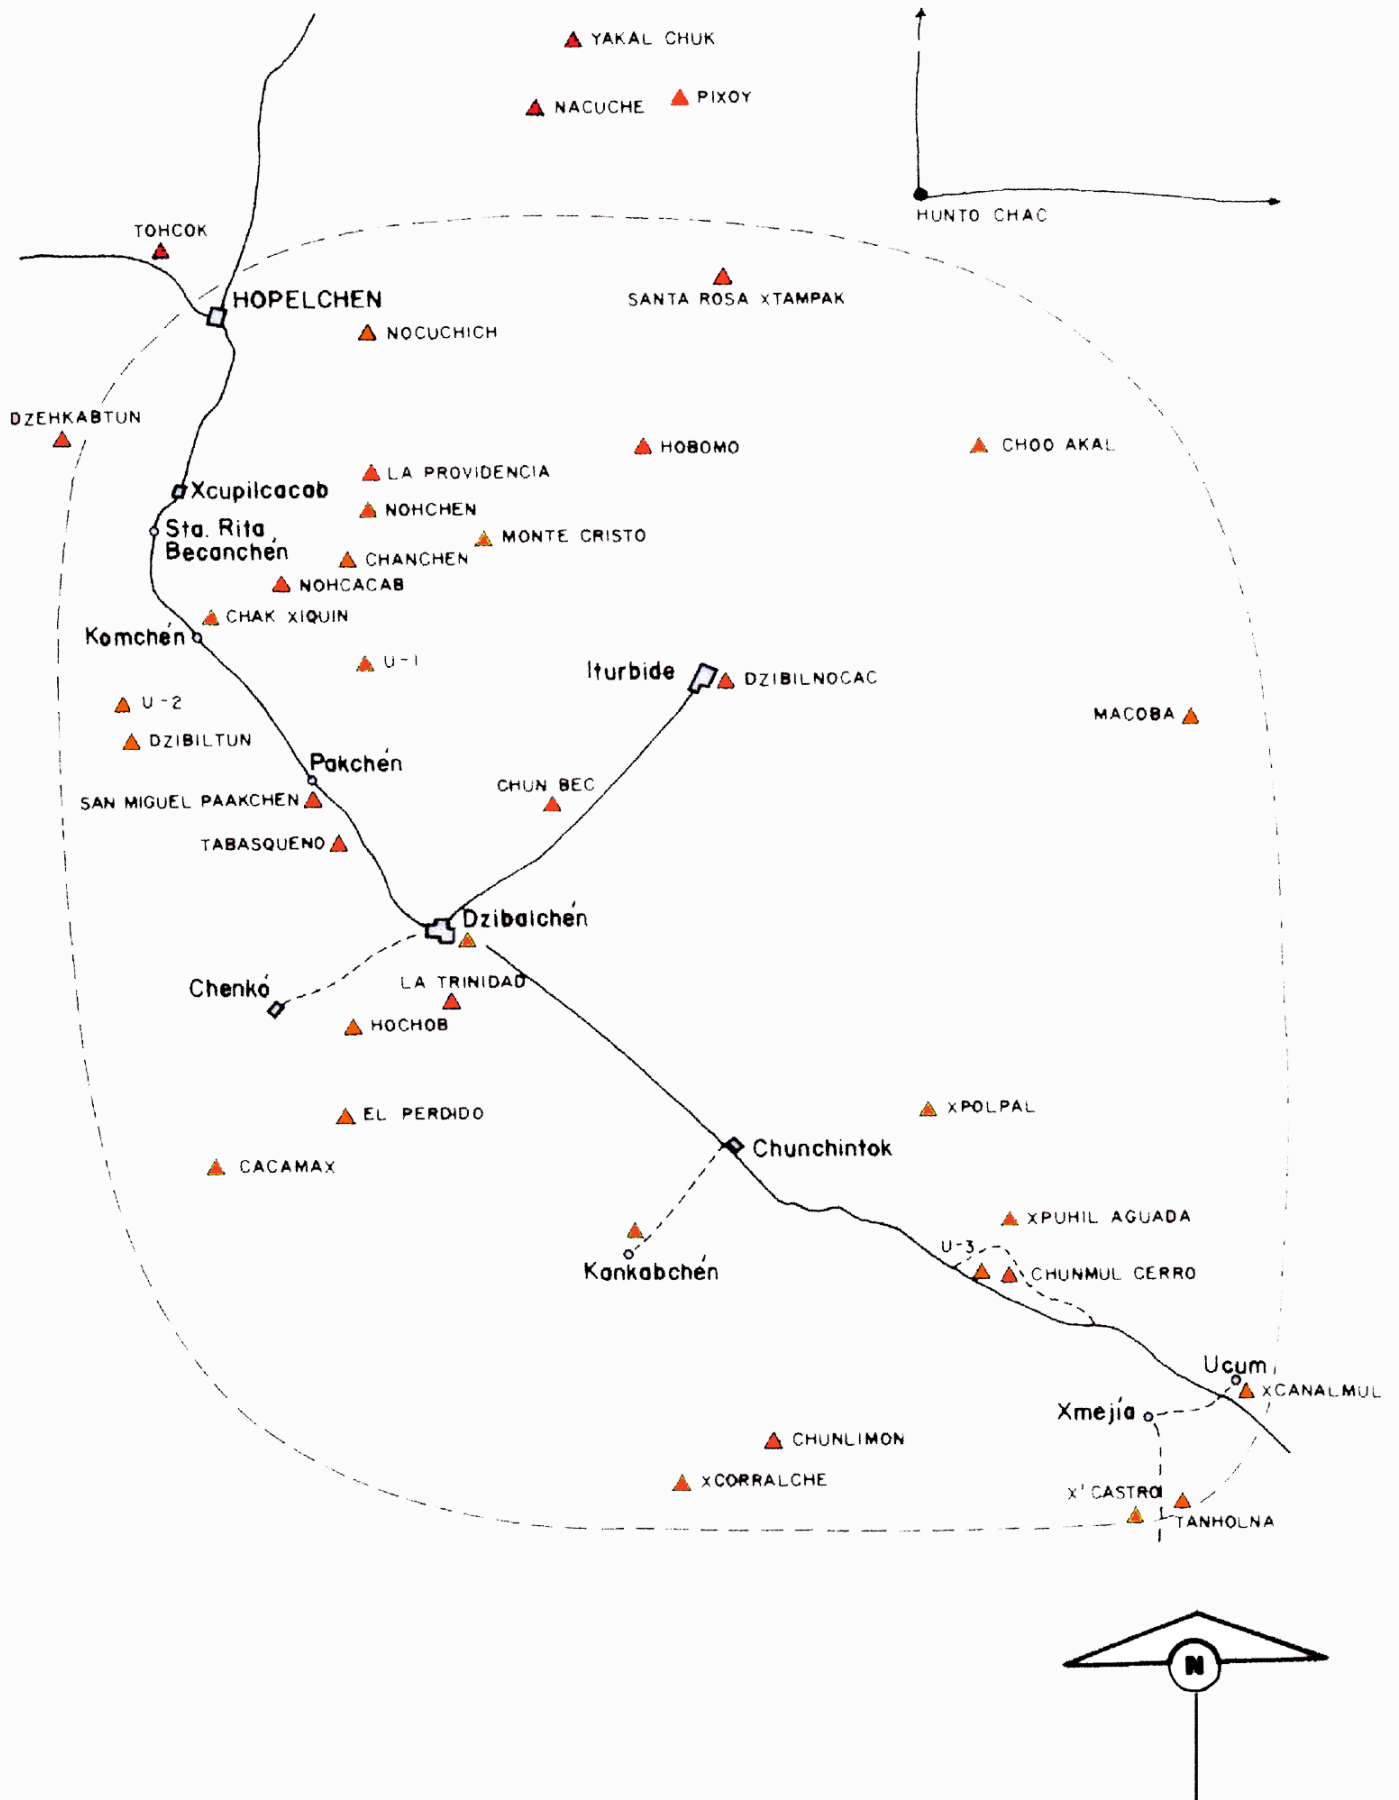 YAKAL CHUK
NACUCHE
PIXOY
HUNTO CHAC
TOHCOK
HOPELCHEN
SANTA ROSA XTAMPAK
NOCUCHICH
DZEHKABTUN
HOBOMO
CHOO AKAL
LA PROVIDENCIA
Xcupilcacab
NOHCHEN
Sta. Rita
Becanchén
MONTE CRISTO
CHANCHEN
NOHCACAB
CHAK XIQUIN
Komchén
U-1
Iturbide
DZIBILNOCAC
U-2
MACOBA
DZIBILTUN
Pakchén
CHUN BEC
SAN MIGUEL PAAKCHEN
TABASQUENO
Dzibalchén
LA TRINIDAD
Chenkó
HOCHOB
EL PERDIDO
XPOLPAL
Chunchintok
CACAMAX
XPUHIL AGUADA
U-3
Kankabchén
CHUNMUL CERRO
Ucum
XCANALMUL
Xmejía
CHUNLIMON
XCORRALCHE
X' CASTRO
TANHOLNA
N